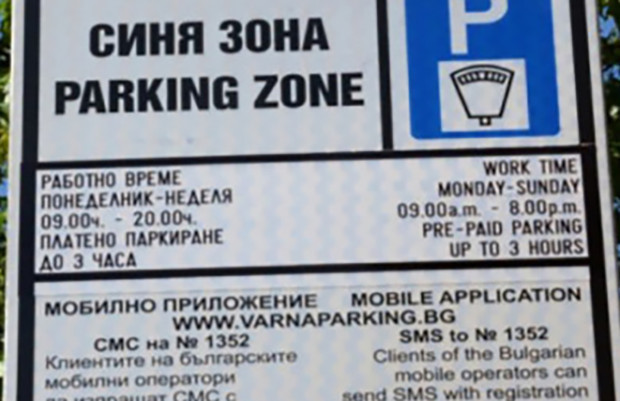 СИНЯ ЗОНА
PARKING ZONE
P
РАБОТНО ВРЕМЕ
ПОНЕДЕЛНИК-НЕДЕЛЯ
09.00ч. - 20.00ч.
ПЛАТЕНО ПАРКИРАНЕ
ДО 3 ЧАСА
WORK TIME
MONDAY-SUNDAY
09.00a.m. - 8.00p.m.
PRE-PAID PARKING
UP TO 3 HOURS
МОБИЛНО ПРИЛОЖЕНИЕ MOBILE APPLICATION
WWW.VARNAPARKING.BG
СМС на № 1352
Клиентите на българските
мобилни оператори
да изпращат СМС с
SMS to № 1352
Clients of the Bulgarian
mobile operators can
send SMS with registration